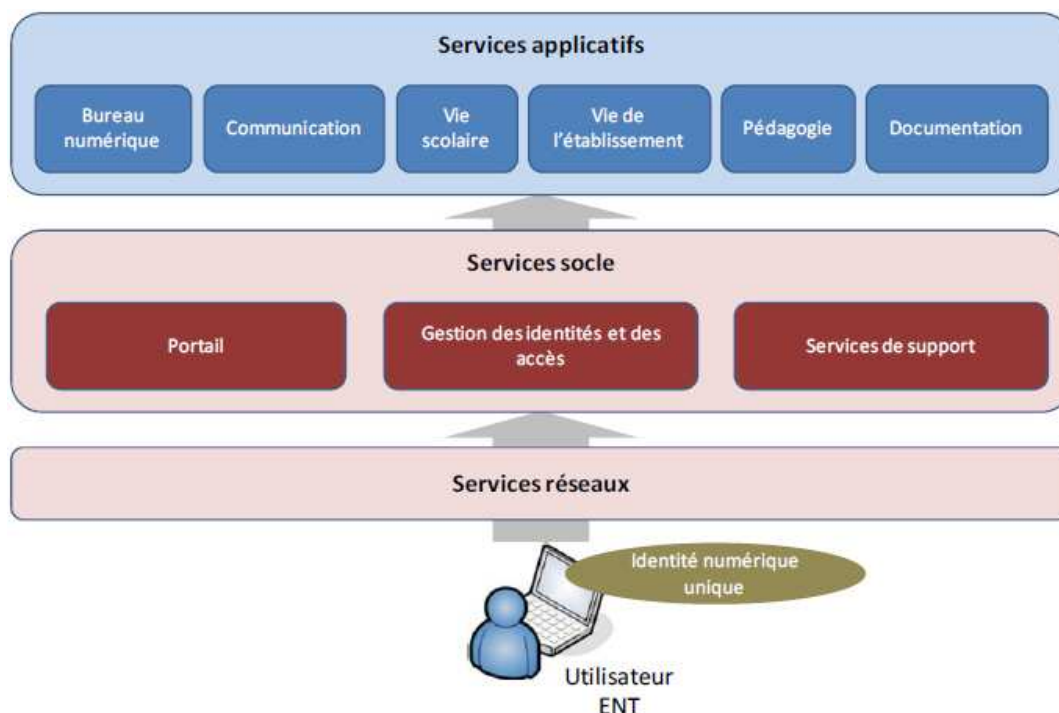 Services applicatifs
Bureau
numérique
Communication
Vie
scolaire
Vie de
l'établissement
Pédagogie
Documentation
Services socle
Portail
Gestion des identités et des
accès
Services de support
Services réseaux
Identité numérique
unique
Utilisateur
ENT